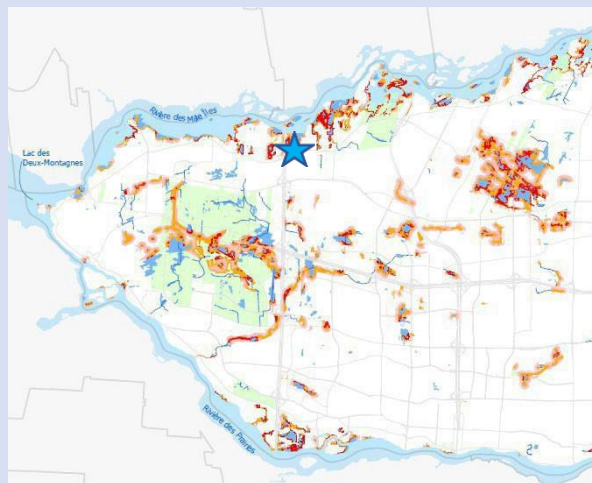 Rivière des Mille Îles
Lac des
Deux-Montagnes
Rivière des Prairies